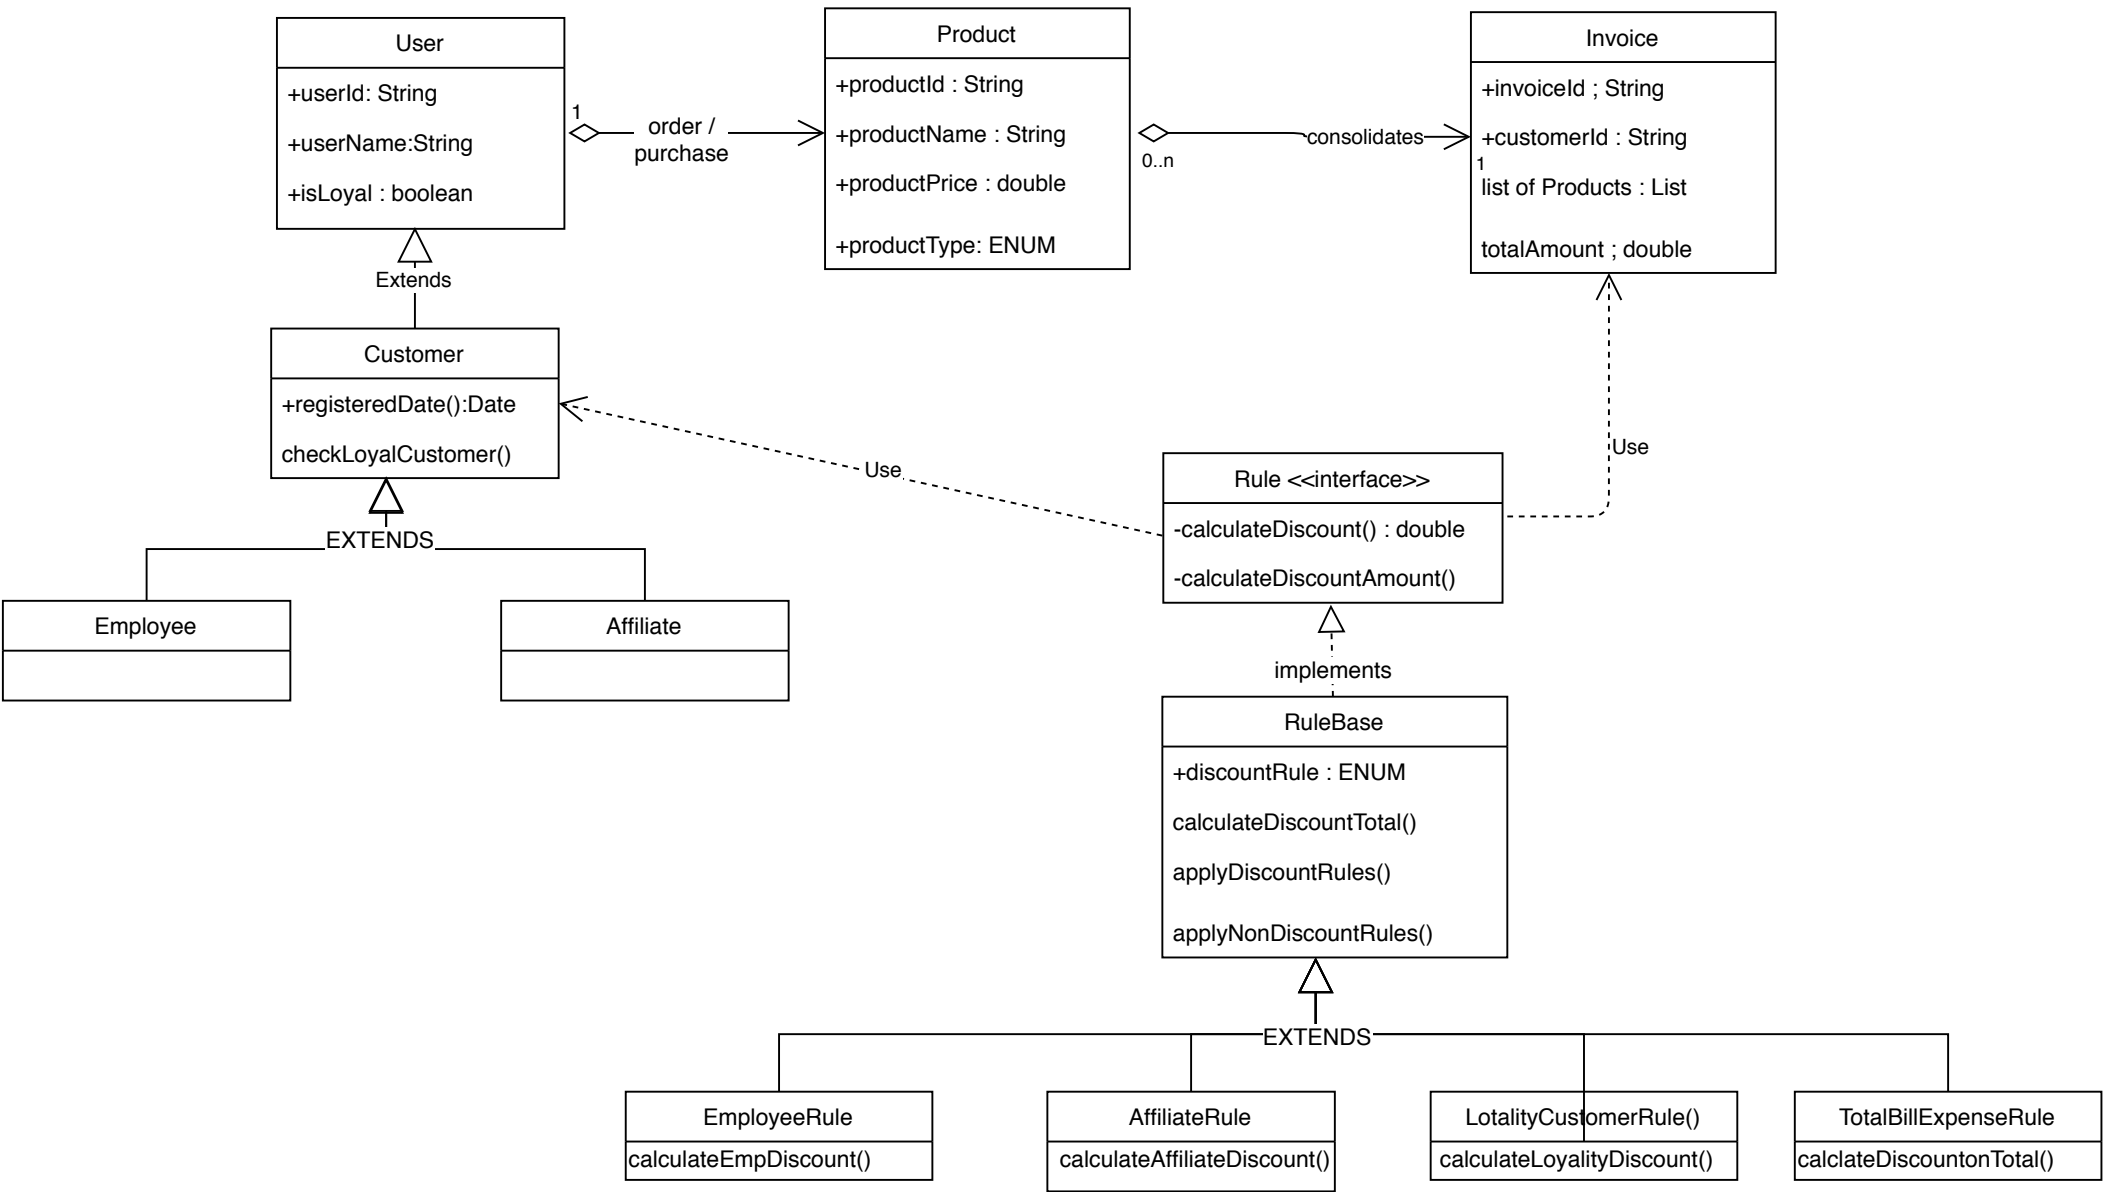 User
+userId: String
+userName:String
+isLoyal : boolean
1
order /
purchase
Product
+productId : String
+productName : String
+productPrice : double
+productType: ENUM
0..n
consolidates
Invoice
+invoiceId ; String
+customerId : String
1
list of Products : List
totalAmount ; double
Extends
Customer
+registeredDate():Date
checkLoyalCustomer()
EXTENDS
Employee
Affiliate
Use
Use
Rule <<interface>>
-calculateDiscount() : double
-calculateDiscountAmount()
implements
RuleBase
+discountRule : ENUM
calculateDiscountTotal()
applyDiscountRules()
applyNonDiscountRules()
EXTENDS
EmployeeRule
calculateEmpDiscount()
AffiliateRule
calculateAffiliateDiscount()
LotalityCustomerRule()
calculateLoyalityDiscount()
TotalBillExpenseRule
calclateDiscountonTotal()